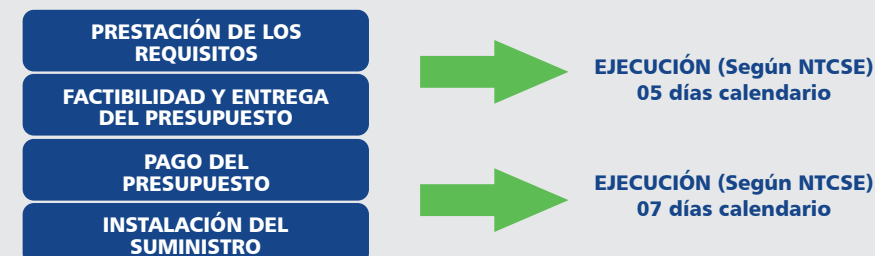 PRESTACIÓN DE LOS
REQUISITOS
FACTIBILIDAD Y ENTREGA
DEL PRESUPUESTO
EJECUCIÓN (Según NTCSE)
05 días calendario
PAGO DEL
PRESUPUESTO
INSTALACIÓN DEL
SUMINISTRO
EJECUCIÓN (Según NTCSE)
07 días calendario